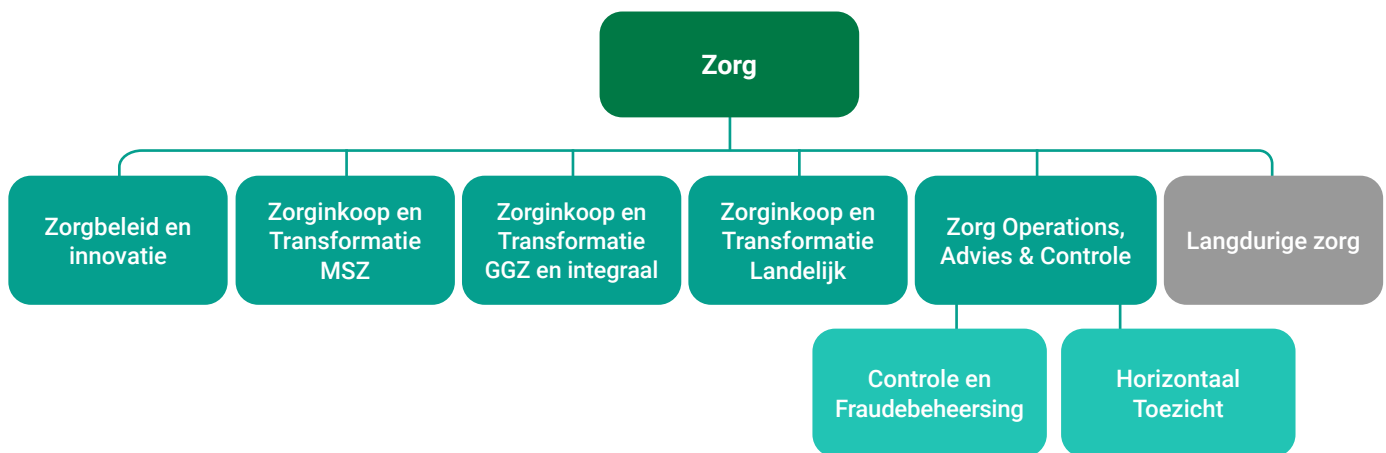 Zorg
Zorgbeleid en
innovatie
Zorginkoop en
Transformatie
MSZ
Zorginkoop en
Transformatie
GGZ en integraal
Zorginkoop en
Transformatie
Landelijk
Zorg Operations,
Advies & Controle
Langdurige zorg
Controle en
Fraudebeheersing
Horizontaal
Toezicht